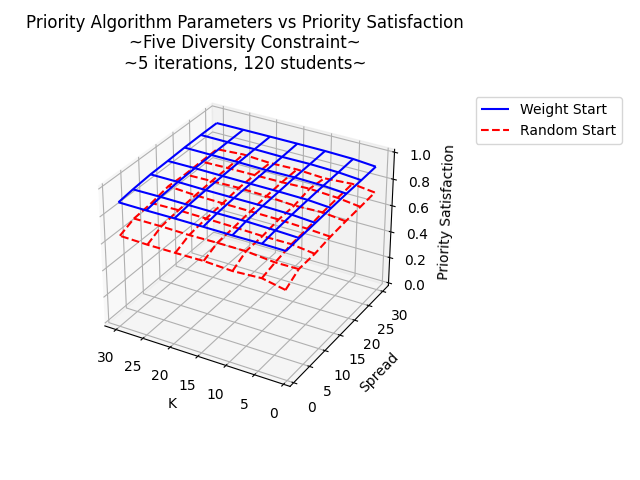 Priority Algorithm Parameters vs Priority Satisfaction
~Five Diversity Constraint~
~5 iterations, 120 students~
Weight Start
Random Start
1.0
0.8
0.6
0.4
0.2
0.0
Priority Satisfaction
30
25
20
15
10
5
0
Spread
30
25
20
15
10
5
0
K